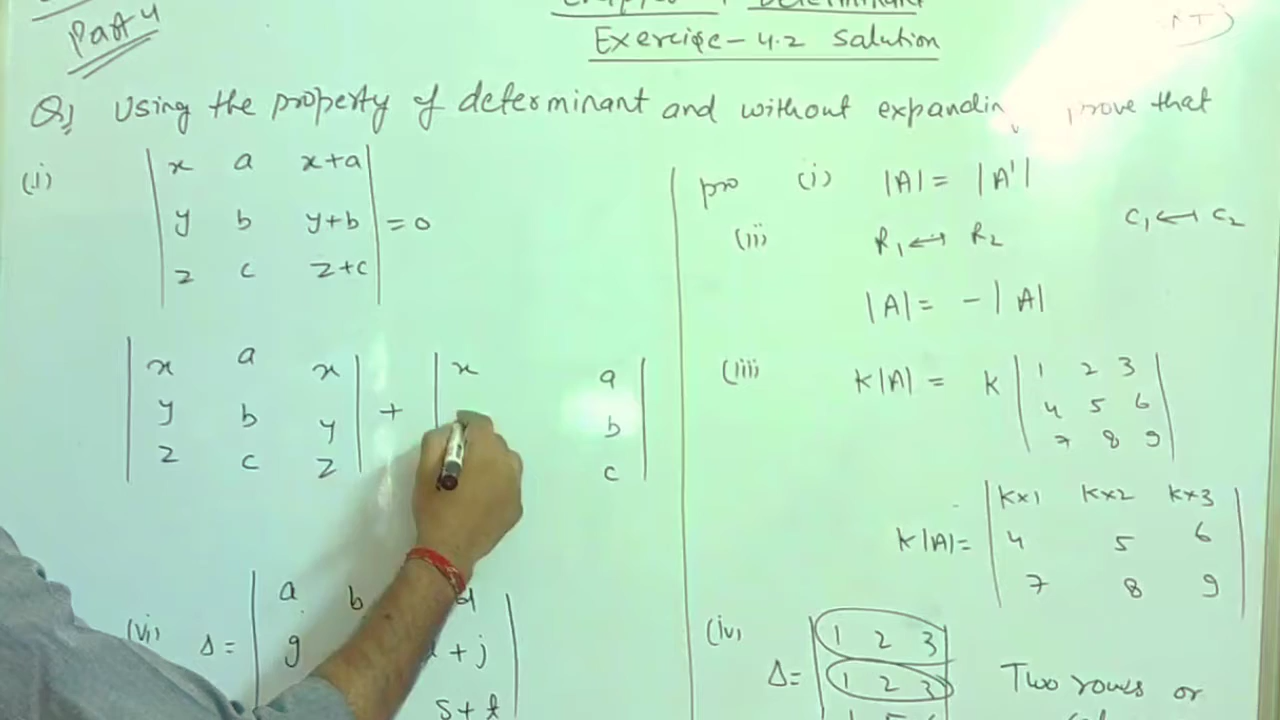 Part 4
Determinant
Exercise-4.2 Solution
Q1 Using the property of determinant and without expanding prove that
(i)
| x a x+a |
| y b y+b | = 0
| z c z+c |
| x a x | + | x a |
| y b y | b |
| z c z | c |
(vi) Δ =
| a b d |
| g + j |
s + t |
pro (i) |A| = |A'|
(ii) R₁ ↔ R₂ C₁ ↔ C₂
|A| = - |A|
(iii) K|A| = K
| 1 2 3 |
| 4 5 6 |
| 7 8 9 |
K|A| =
| K×1 K×2 K×3 |
| 4 5 6 |
| 7 8 9 |
(iv) Δ =
| 1 2 3 |
| 1 2 3 |
Two rows or